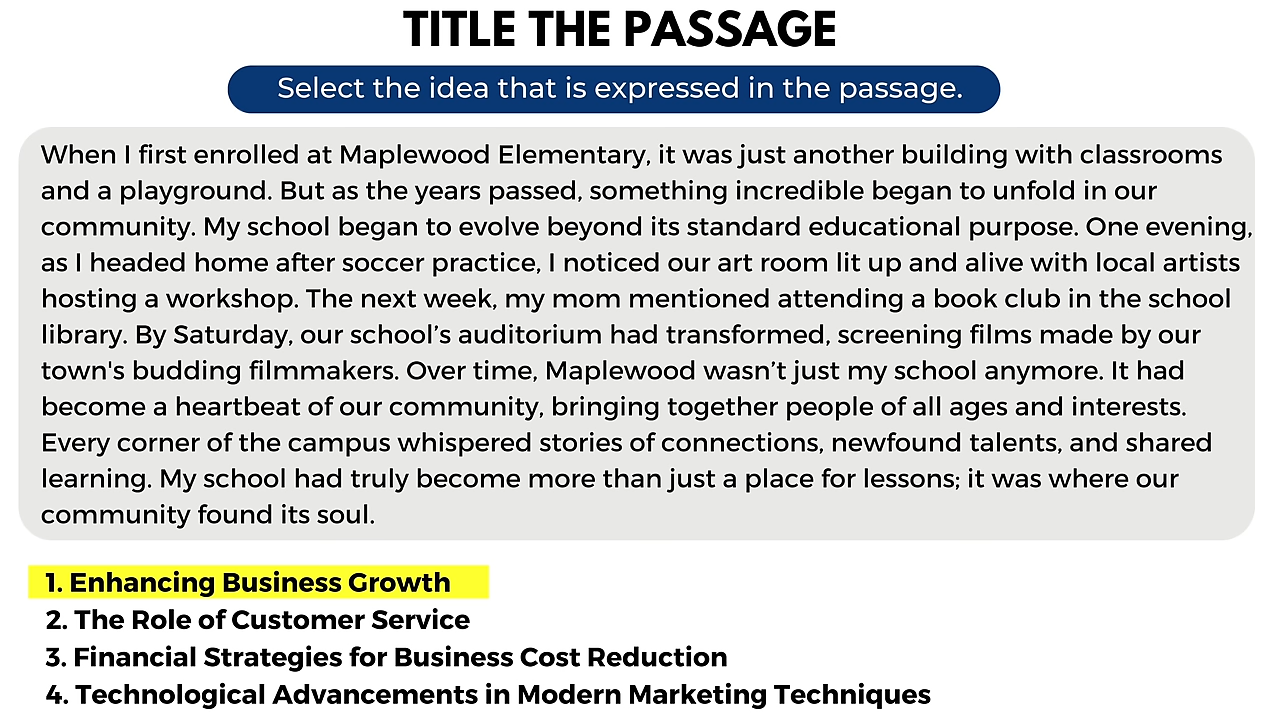 TITLE THE PASSAGE
Select the idea that is expressed in the passage.
When I first enrolled at Maplewood Elementary, it was just another building with classrooms
and a playground. But as the years passed, something incredible began to unfold in our
community. My school began to evolve beyond its standard educational purpose. One evening,
as I headed home after soccer practice, I noticed our art room lit up and alive with local artists
hosting a workshop. The next week, my mom mentioned attending a book club in the school
library. By Saturday, our school’s auditorium had transformed, screening films made by our
town's budding filmmakers. Over time, Maplewood wasn’t just my school anymore. It had
become a heartbeat of our community, bringing together people of all ages and interests.
Every corner of the campus whispered stories of connections, newfound talents, and shared
learning. My school had truly become more than just a place for lessons; it was where our
community found its soul.
1. Enhancing Business Growth
2. The Role of Customer Service
3. Financial Strategies for Business Cost Reduction
4. Technological Advancements in Modern Marketing Techniques